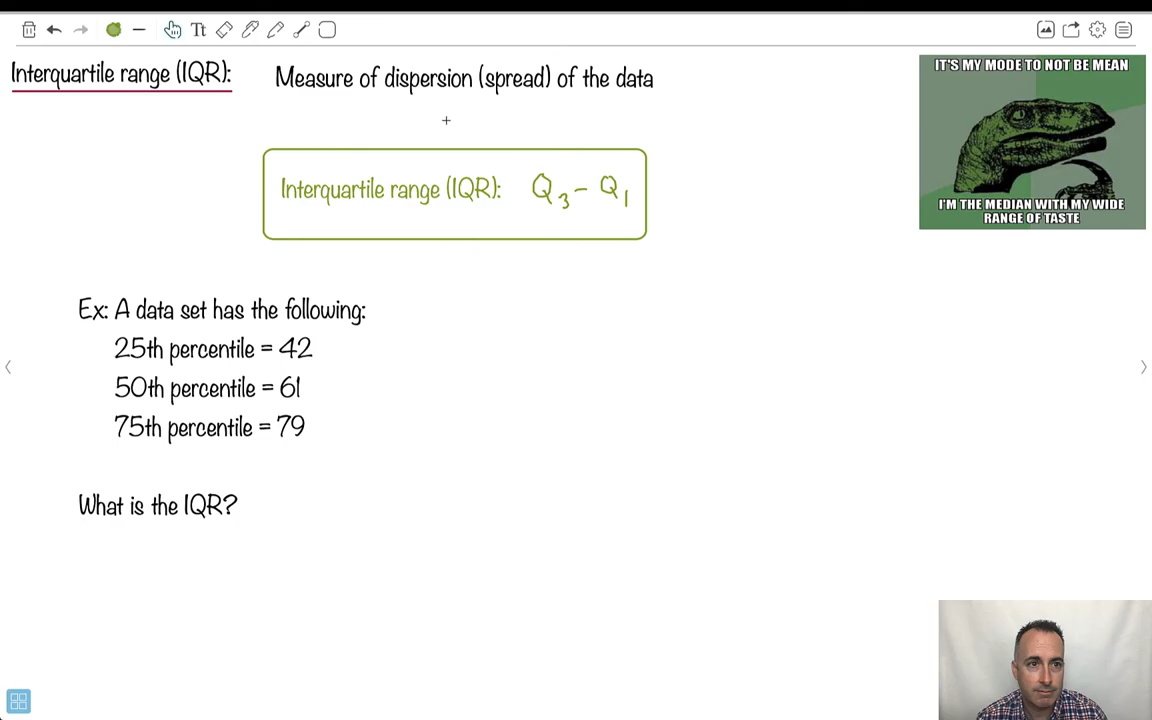 Tt
Interquartile range (IQR):
Measure of dispersion (spread) of the data
IT'S MY MODE TO NOT BE MEAN
I'M THE MEDIAN WITH MY WIDE
RANGE OF TASTE
Interquartile range (IQR): Q₃ - Q₁
Ex: A data set has the following:
25th percentile = 42
50th percentile = 61
75th percentile = 79
What is the IQR?